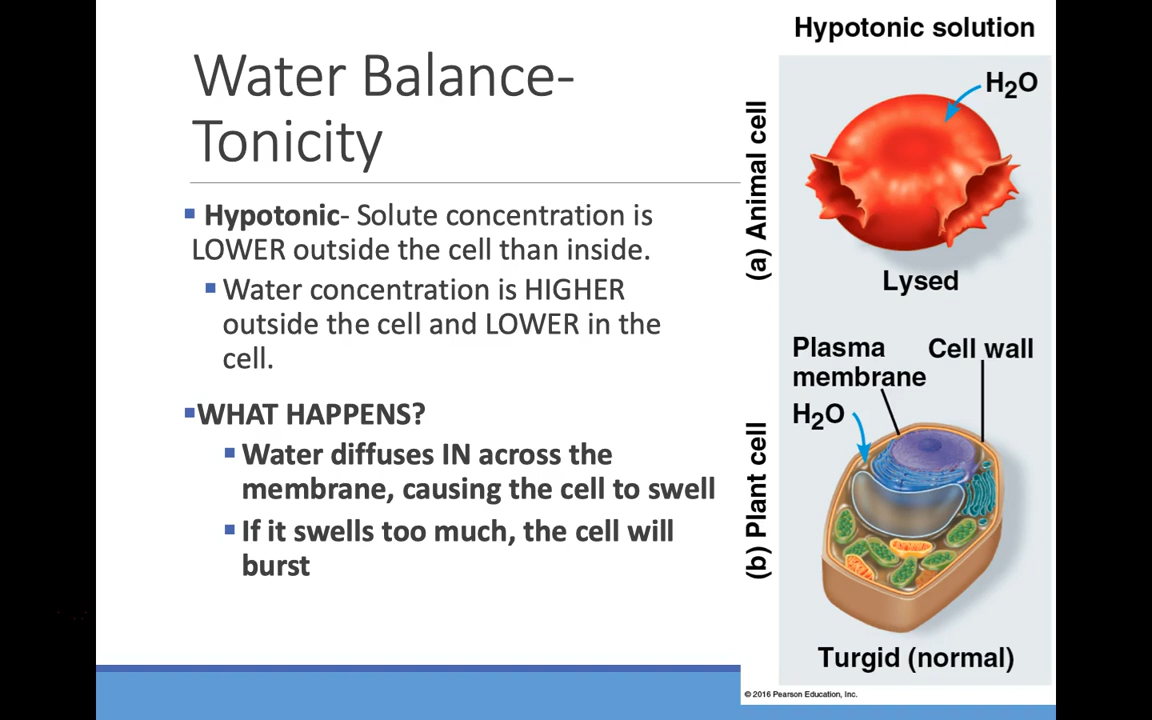 Water Balance-
Tonicity
▪ Hypotonic- Solute concentration is
LOWER outside the cell than inside.
▪ Water concentration is HIGHER
outside the cell and LOWER in the
cell.
▪WHAT HAPPENS?
▪ Water diffuses IN across the
membrane, causing the cell to swell
▪ If it swells too much, the cell will
burst
Hypotonic solution
(a) Animal cell
H₂O
Lysed
(b) Plant cell
Plasma
membrane
Cell wall
H₂O
Turgid (normal)
© 2016 Pearson Education, Inc.